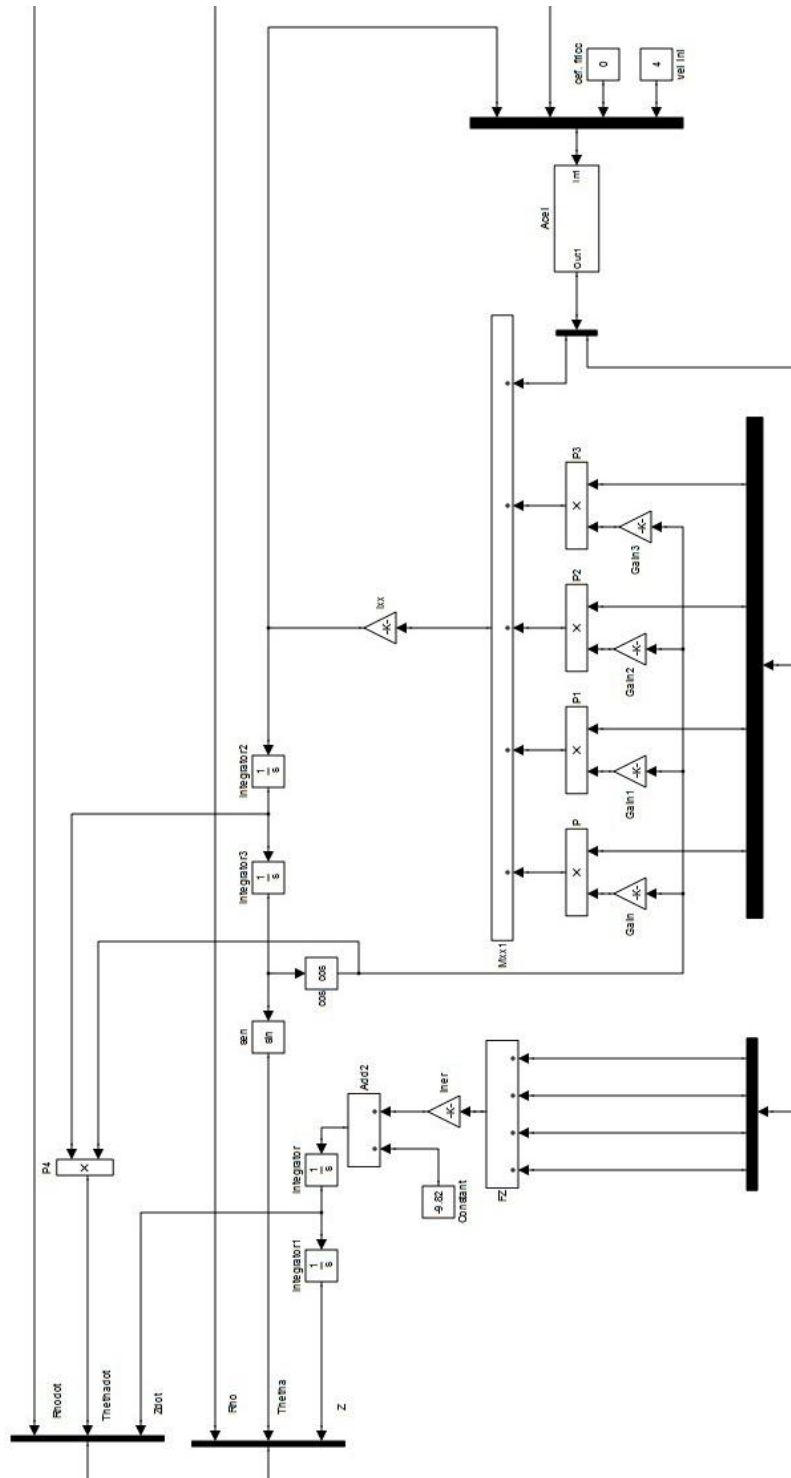 cef. fricc
0
4
vel ini
Acel
In1
Out1
P3
×
-K-
Gain3
P2
×
-K-
Gain2
P1
×
-K-
Gain1
P
×
-K-
Gain
Mxx1
+
+
+
+
+
Ixx
-K-
Integrator2
1
s
Integrator3
1
s
cos
cos
sen
sin
P4
×
Add2
+
+
Iner
-K-
-9.82
Constant
FZ
+
+
+
+
Integrator
1
s
Integrator1
1
s
Rhodot
Thethadot
Zdot
Rho
Thetha
Z